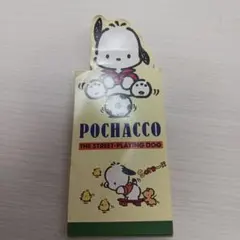 POCHACCO
THE STREET-PLAYING DOG